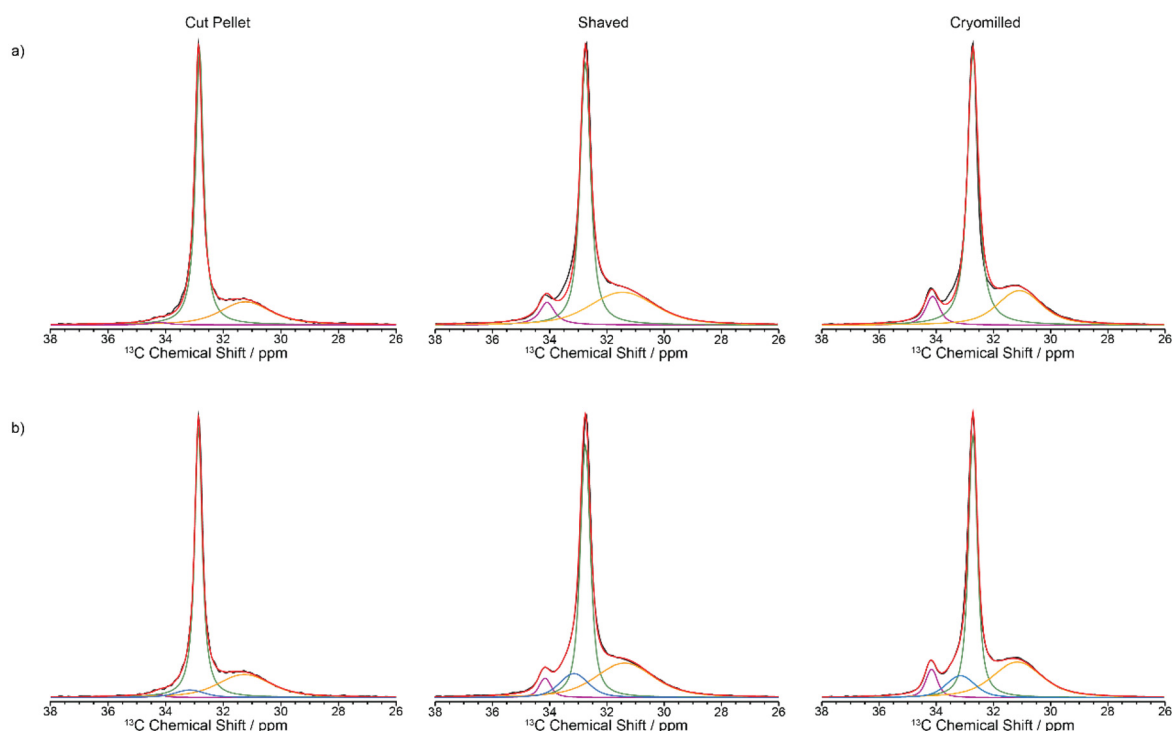 Cut Pellet Shaved Cryomilled
a)
38 36 34 32 30 28 26 38 36 34 32 30 28 26 38 36 34 32 30 28 26
¹³C Chemical Shift / ppm ¹³C Chemical Shift / ppm ¹³C Chemical Shift / ppm
b)
38 36 34 32 30 28 26 38 36 34 32 30 28 26 38 36 34 32 30 28 26
¹³C Chemical Shift / ppm ¹³C Chemical Shift / ppm ¹³C Chemical Shift / ppm